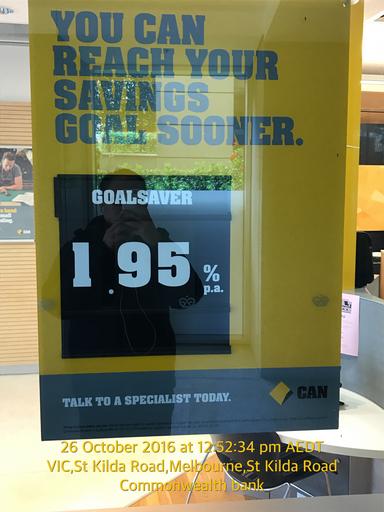 YOU CAN
REACH YOUR
SAVINGS
GOAL SOONER.
GOALSAVER
1.95 % p.a.
TALK TO A SPECIALIST TODAY.
CAN
26 October 2016 at 12:52:34 pm AEDT
VIC,St Kilda Road,Melbourne,St Kilda Road
Commonwealth bank